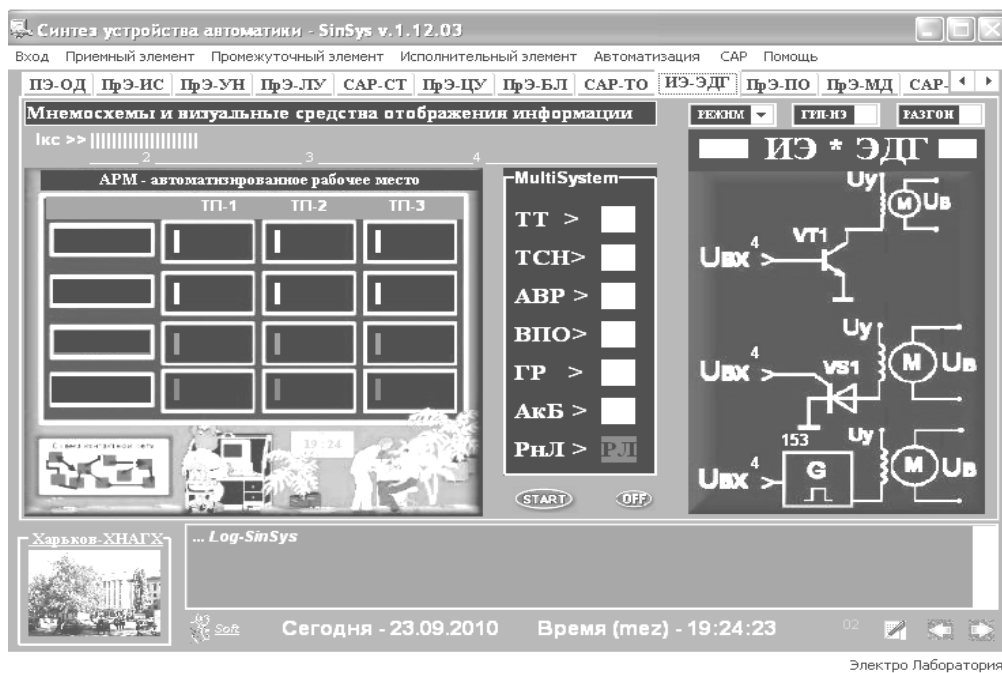 Синтез устройства автоматики - SinSys v.1.12.03
Вход Приемный элемент Промежуточный элемент Исполнительный элемент Автоматизация САР Помощь
ПЭ-ОД ПрЭ-ИС ПрЭ-УН ПрЭ-ЛУ САР-СТ ПрЭ-ЦУ ПрЭ-БЛ САР-ТО ИЭ-ЭДГ ПрЭ-ПО ПрЭ-МД САР-
Мнемосхемы и визуальные средства отображения информации
РЕЖИМ ГРП-НЭ РАЗГОН
Iкс >> ||||||||||||||||||
2 3 4
ИЭ * ЭДГ
АРМ - автоматизированное рабочее место
ТП-1 ТП-2 ТП-3
MultiSystem
ТТ >
ТСН>
АВР >
ВПО>
ГР >
АкБ >
РнЛ > РЛ
START OFF
Uу
M Uв
VT1
Uвх 4 >
Uу
M Uв
Uвх 4 >
VS1
153
Uу
G
M Uв
Uвх 4 >
19:24
Харьков-ХНАГХ
... Log-SinSys
Soft Сегодня - 23.09.2010 Время (mez) - 19:24:23 02
Электро Лаборатория